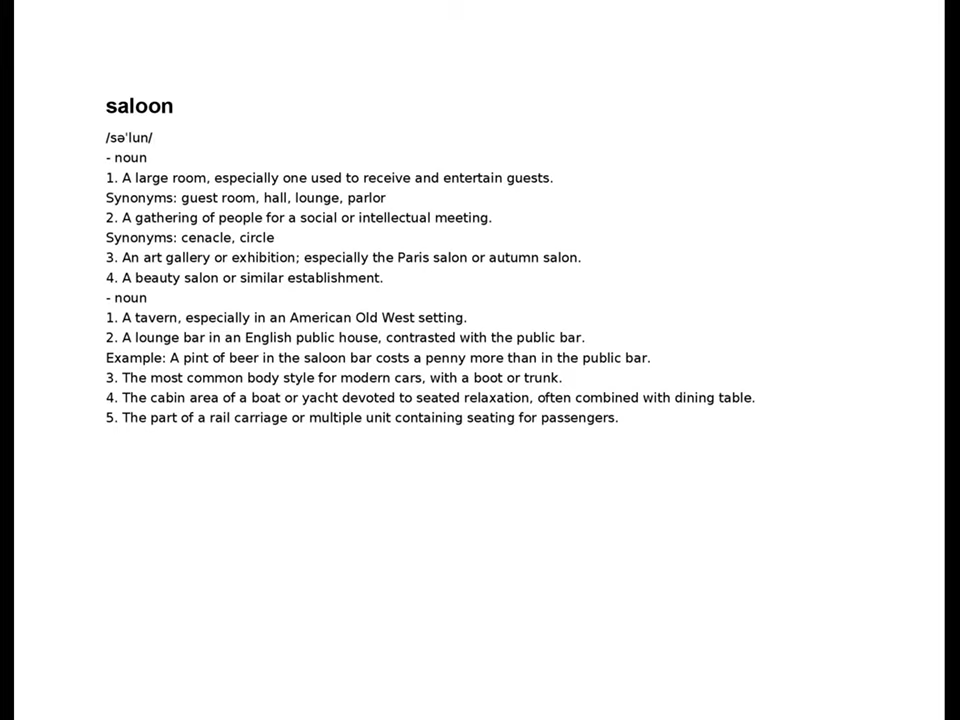 saloon
/səˈlun/
- noun
1. A large room, especially one used to receive and entertain guests.
Synonyms: guest room, hall, lounge, parlor
2. A gathering of people for a social or intellectual meeting.
Synonyms: cenacle, circle
3. An art gallery or exhibition; especially the Paris salon or autumn salon.
4. A beauty salon or similar establishment.
- noun
1. A tavern, especially in an American Old West setting.
2. A lounge bar in an English public house, contrasted with the public bar.
Example: A pint of beer in the saloon bar costs a penny more than in the public bar.
3. The most common body style for modern cars, with a boot or trunk.
4. The cabin area of a boat or yacht devoted to seated relaxation, often combined with dining table.
5. The part of a rail carriage or multiple unit containing seating for passengers.